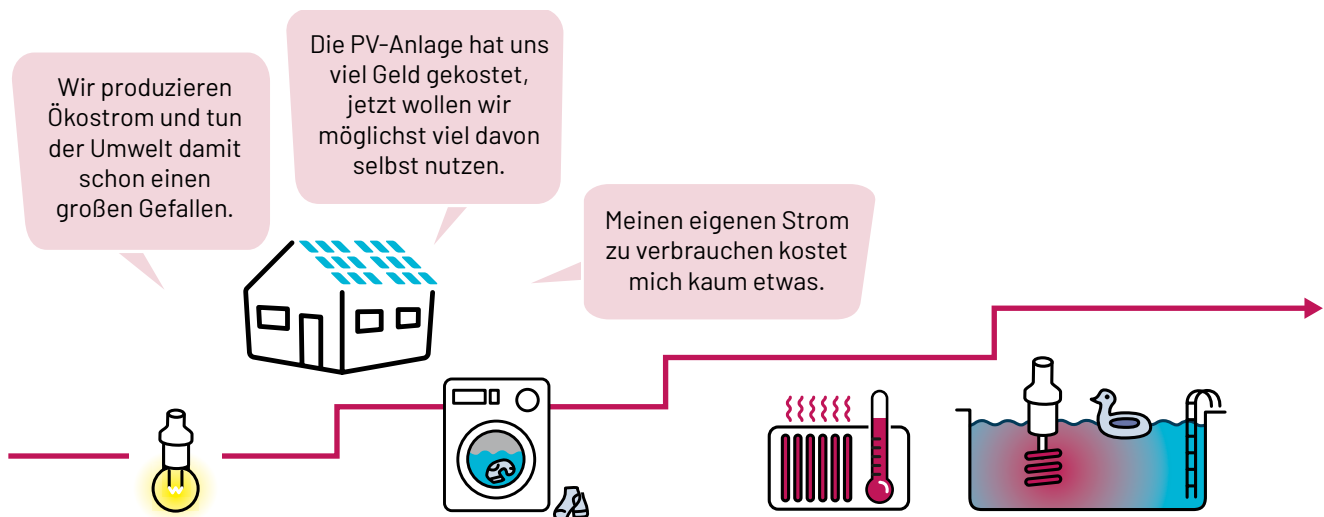 Wir produzieren
Ökostrom und tun
der Umwelt damit
schon einen
großen Gefallen.
Die PV-Anlage hat uns
viel Geld gekostet,
jetzt wollen wir
möglichst viel davon
selbst nutzen.
Meinen eigenen Strom
zu verbrauchen kostet
mich kaum etwas.